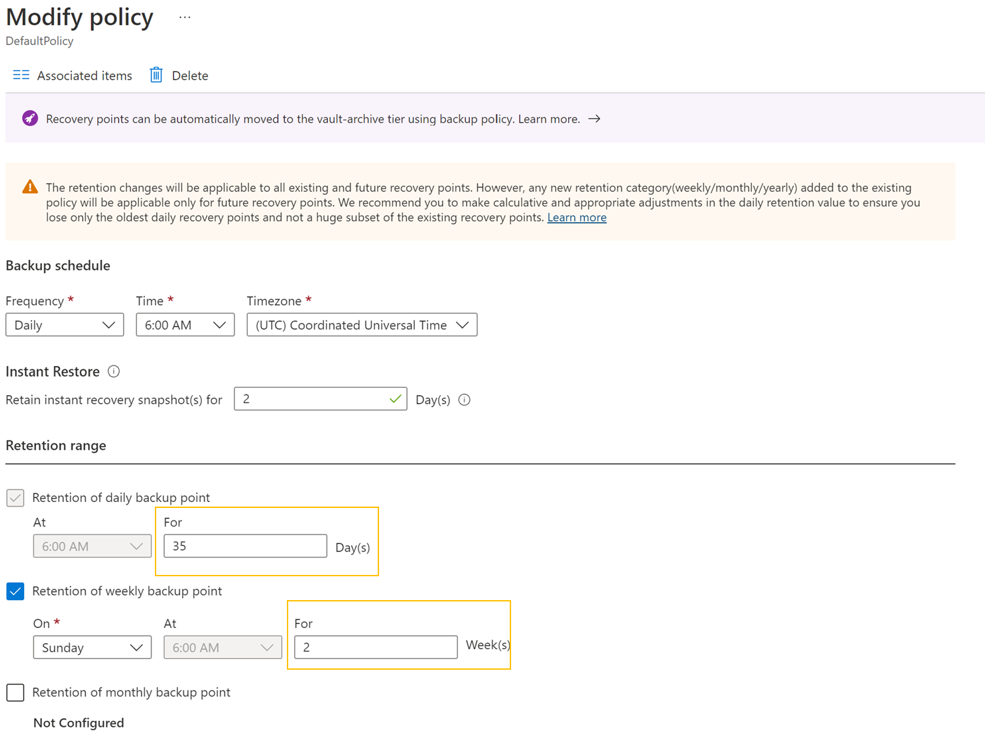 Modify policy ...
DefaultPolicy
Associated items Delete
Recovery points can be automatically moved to the vault-archive tier using backup policy. Learn more. →
The retention changes will be applicable to all existing and future recovery points. However, any new retention category(weekly/monthly/yearly) added to the existing
policy will be applicable only for future recovery points. We recommend you to make calculative and appropriate adjustments in the daily retention value to ensure you
lose only the oldest daily recovery points and not a huge subset of the existing recovery points. Learn more
Backup schedule
Frequency * Time * Timezone *
Daily 6:00 AM (UTC) Coordinated Universal Time
Instant Restore
Retain instant recovery snapshot(s) for 2 Day(s)
Retention range
Retention of daily backup point
At For
6:00 AM 35 Day(s)
Retention of weekly backup point
On * At For
Sunday 6:00 AM 2 Week(s)
Retention of monthly backup point
Not Configured